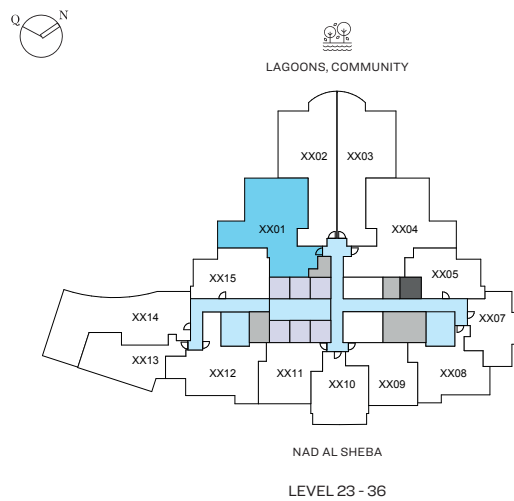 Q N
LAGOONS, COMMUNITY
XX02 XX03
XX01 XX04
XX15 XX05
XX14 XX07
XX13 XX12 XX11 XX10 XX09 XX08
NAD AL SHEBA
LEVEL 23 - 36